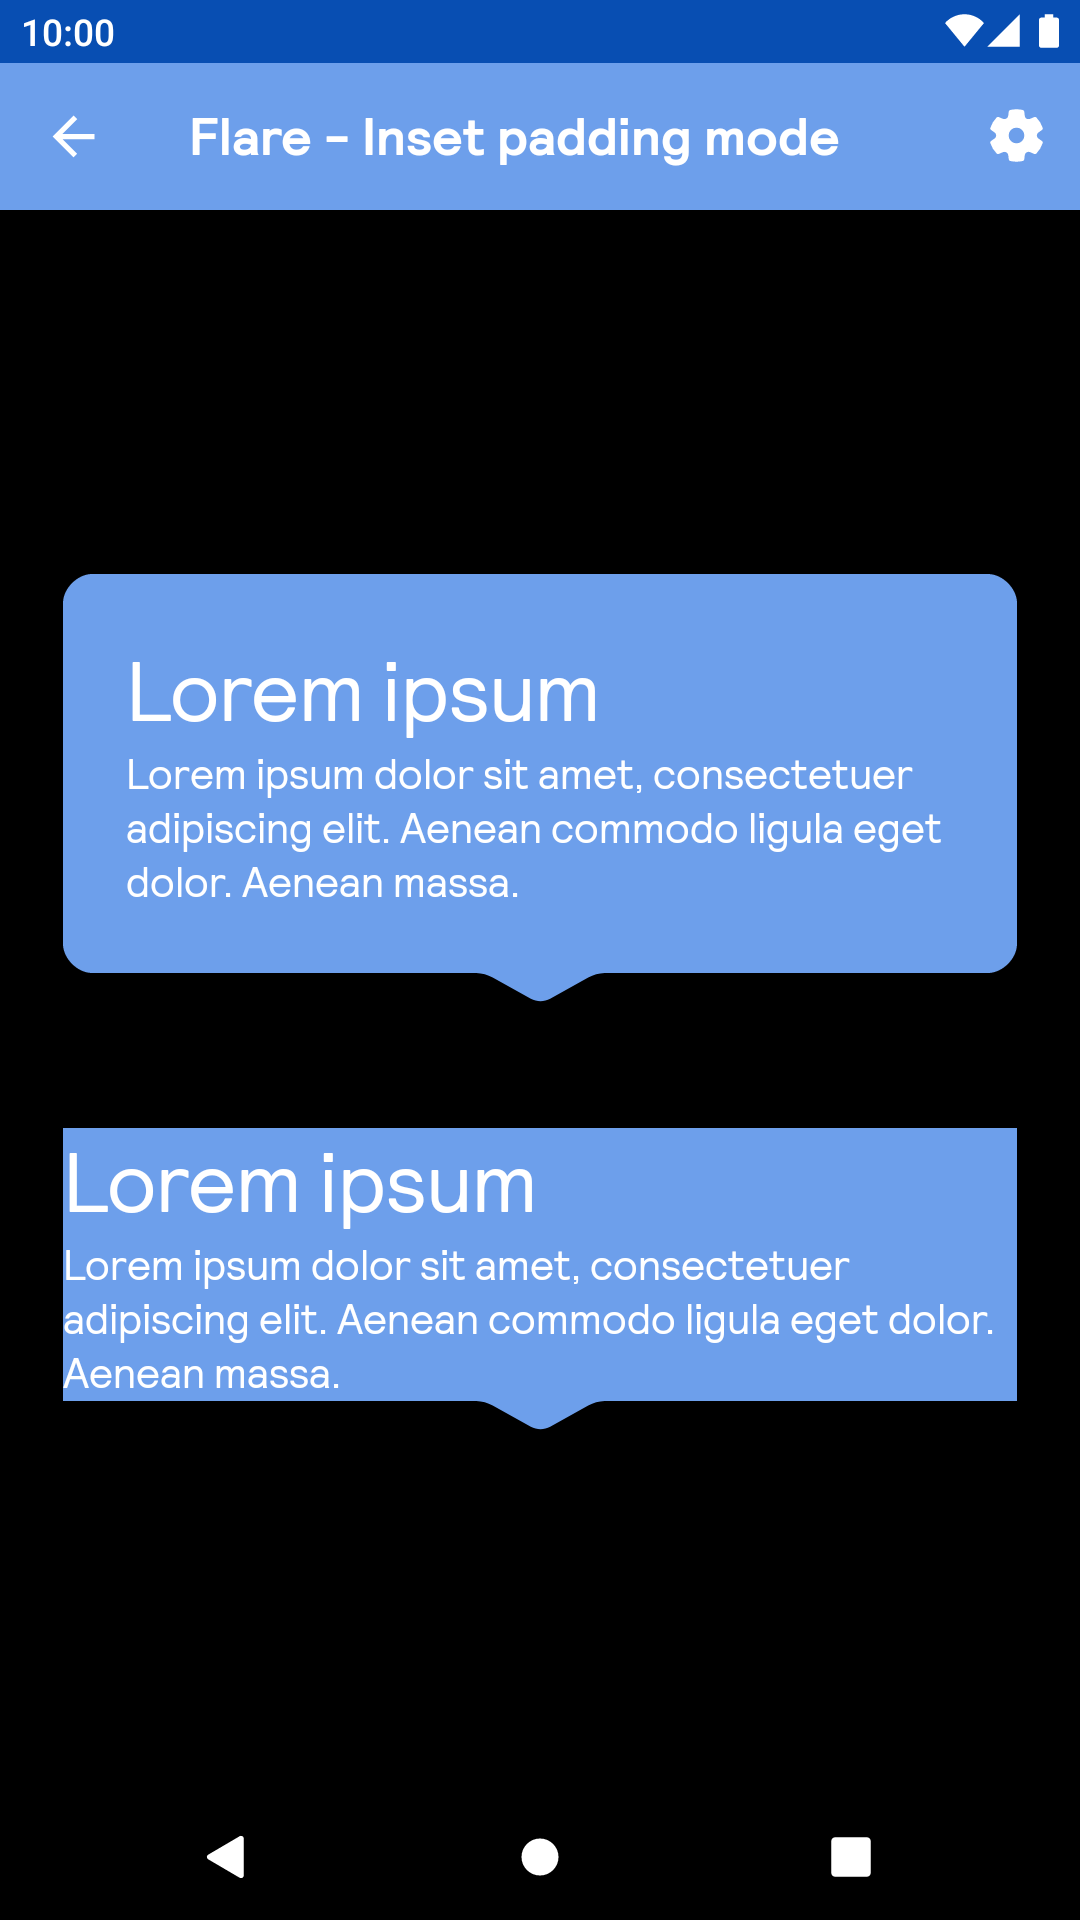 10:00
Flare - Inset padding mode
Lorem ipsum
Lorem ipsum dolor sit amet, consectetuer
adipiscing elit. Aenean commodo ligula eget
dolor. Aenean massa.
Lorem ipsum
Lorem ipsum dolor sit amet, consectetuer
adipiscing elit. Aenean commodo ligula eget dolor.
Aenean massa.